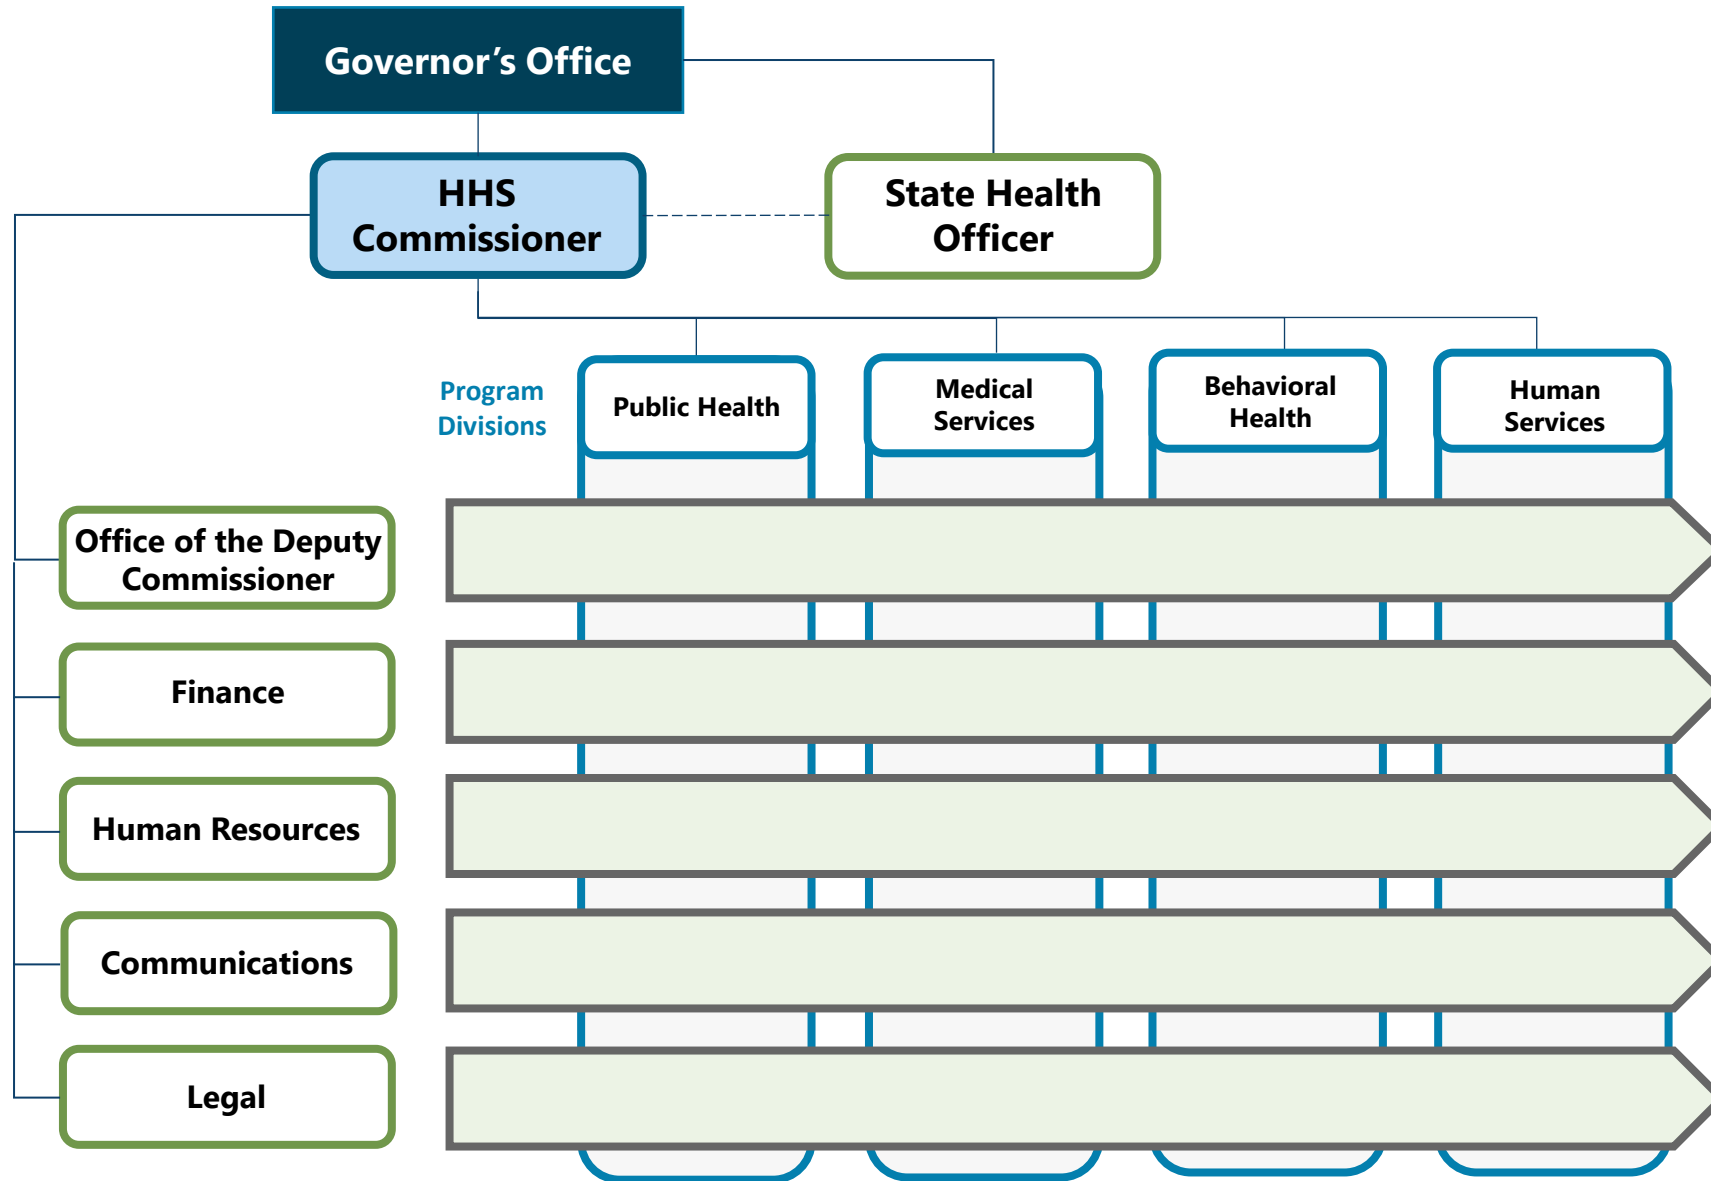 Governor’s Office
HHS
Commissioner
State Health
Officer
Program
Divisions
Public Health
Medical
Services
Behavioral
Health
Human
Services
Office of the Deputy
Commissioner
Finance
Human Resources
Communications
Legal